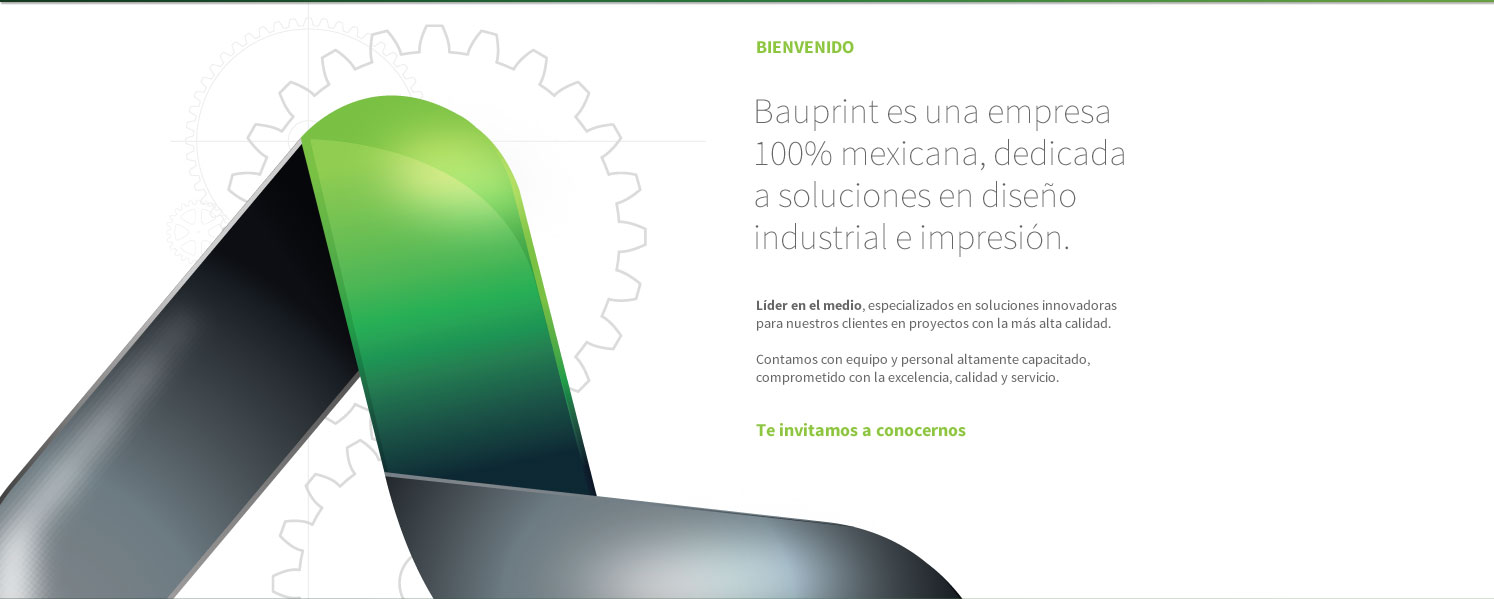 BIENVENIDO
Bauprint es una empresa
100% mexicana, dedicada
a soluciones en diseño
industrial e impresión.
Líder en el medio, especializados en soluciones innovadoras
para nuestros clientes en proyectos con la más alta calidad.
Contamos con equipo y personal altamente capacitado,
comprometido con la excelencia, calidad y servicio.
Te invitamos a conocernos